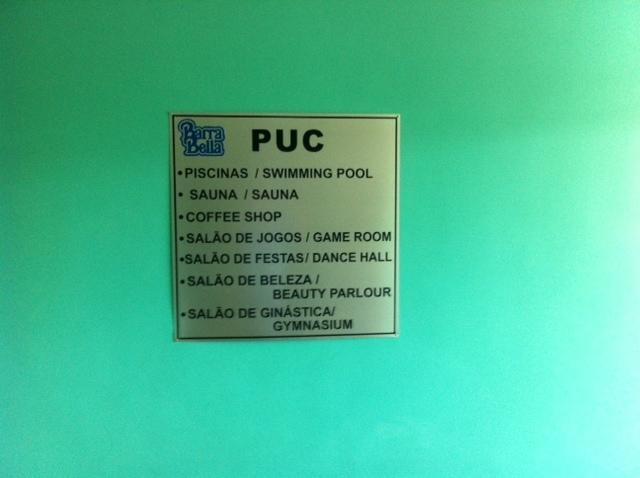 Barra Bella
PUC
•PISCINAS / SWIMMING POOL
• SAUNA / SAUNA
•COFFEE SHOP
•SALÃO DE JOGOS / GAME ROOM
•SALÃO DE FESTAS/ DANCE HALL
•SALÃO DE BELEZA /
BEAUTY PARLOUR
•SALÃO DE GINÁSTICA/
GYMNASIUM